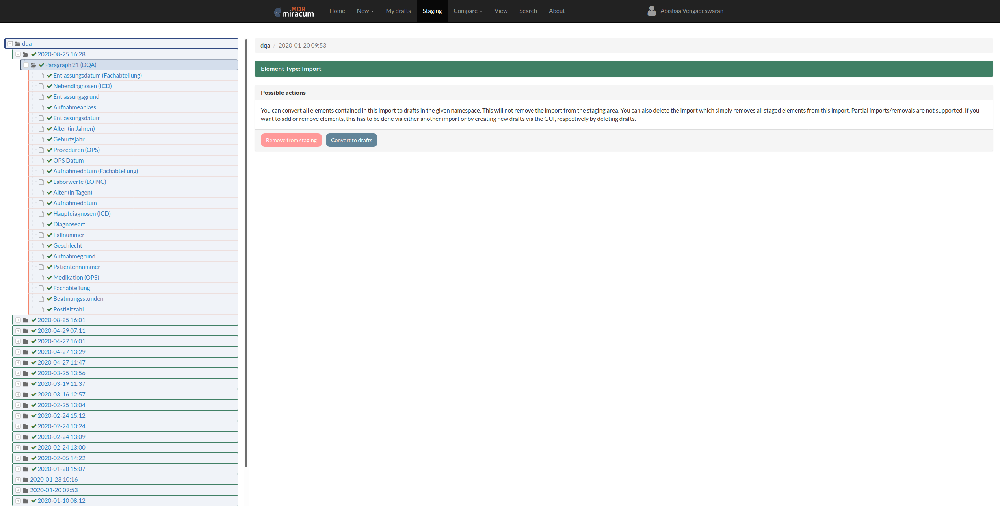 MDR
miracum
Home New My drafts Staging Compare View Search About Abishaa Vengadeswaran
dqa
2020-08-25 16:28
Paragraph 21 (DQA)
Entlassungsdatum (Fachabteilung)
Nebendiagnosen (ICD)
Entlassungsgrund
Aufnahmeanlass
Entlassungsdatum
Alter (in Jahren)
Geburtsjahr
Prozeduren (OPS)
OPS Datum
Aufnahmedatum (Fachabteilung)
Laborwerte (LOINC)
Alter (in Tagen)
Aufnahmedatum
Hauptdiagnosen (ICD)
Diagnoseart
Fallnummer
Geschlecht
Aufnahmegrund
Patientennummer
Medikation (OPS)
Fachabteilung
Beatmungsstunden
Postleitzahl
2020-08-25 16:01
2020-04-29 07:11
2020-04-27 16:01
2020-04-27 13:29
2020-04-27 11:47
2020-03-25 13:56
2020-03-19 11:37
2020-03-16 12:57
2020-02-25 13:04
2020-02-24 15:12
2020-02-24 13:24
2020-02-24 13:09
2020-02-24 13:00
2020-02-05 14:22
2020-01-28 15:07
2020-01-23 10:16
2020-01-20 09:53
2020-01-10 08:12
dqa / 2020-01-20 09:53
Element Type: Import
Possible actions
You can convert all elements contained in this import to drafts in the given namespace. This will not remove the import from the staging area. You can also delete the import which simply removes all staged elements from this import. Partial imports/removals are not supported. If you
want to add or remove elements, this has to be done via either another import or by creating new drafts via the GUI, respectively by deleting drafts.
Remove from staging Convert to drafts